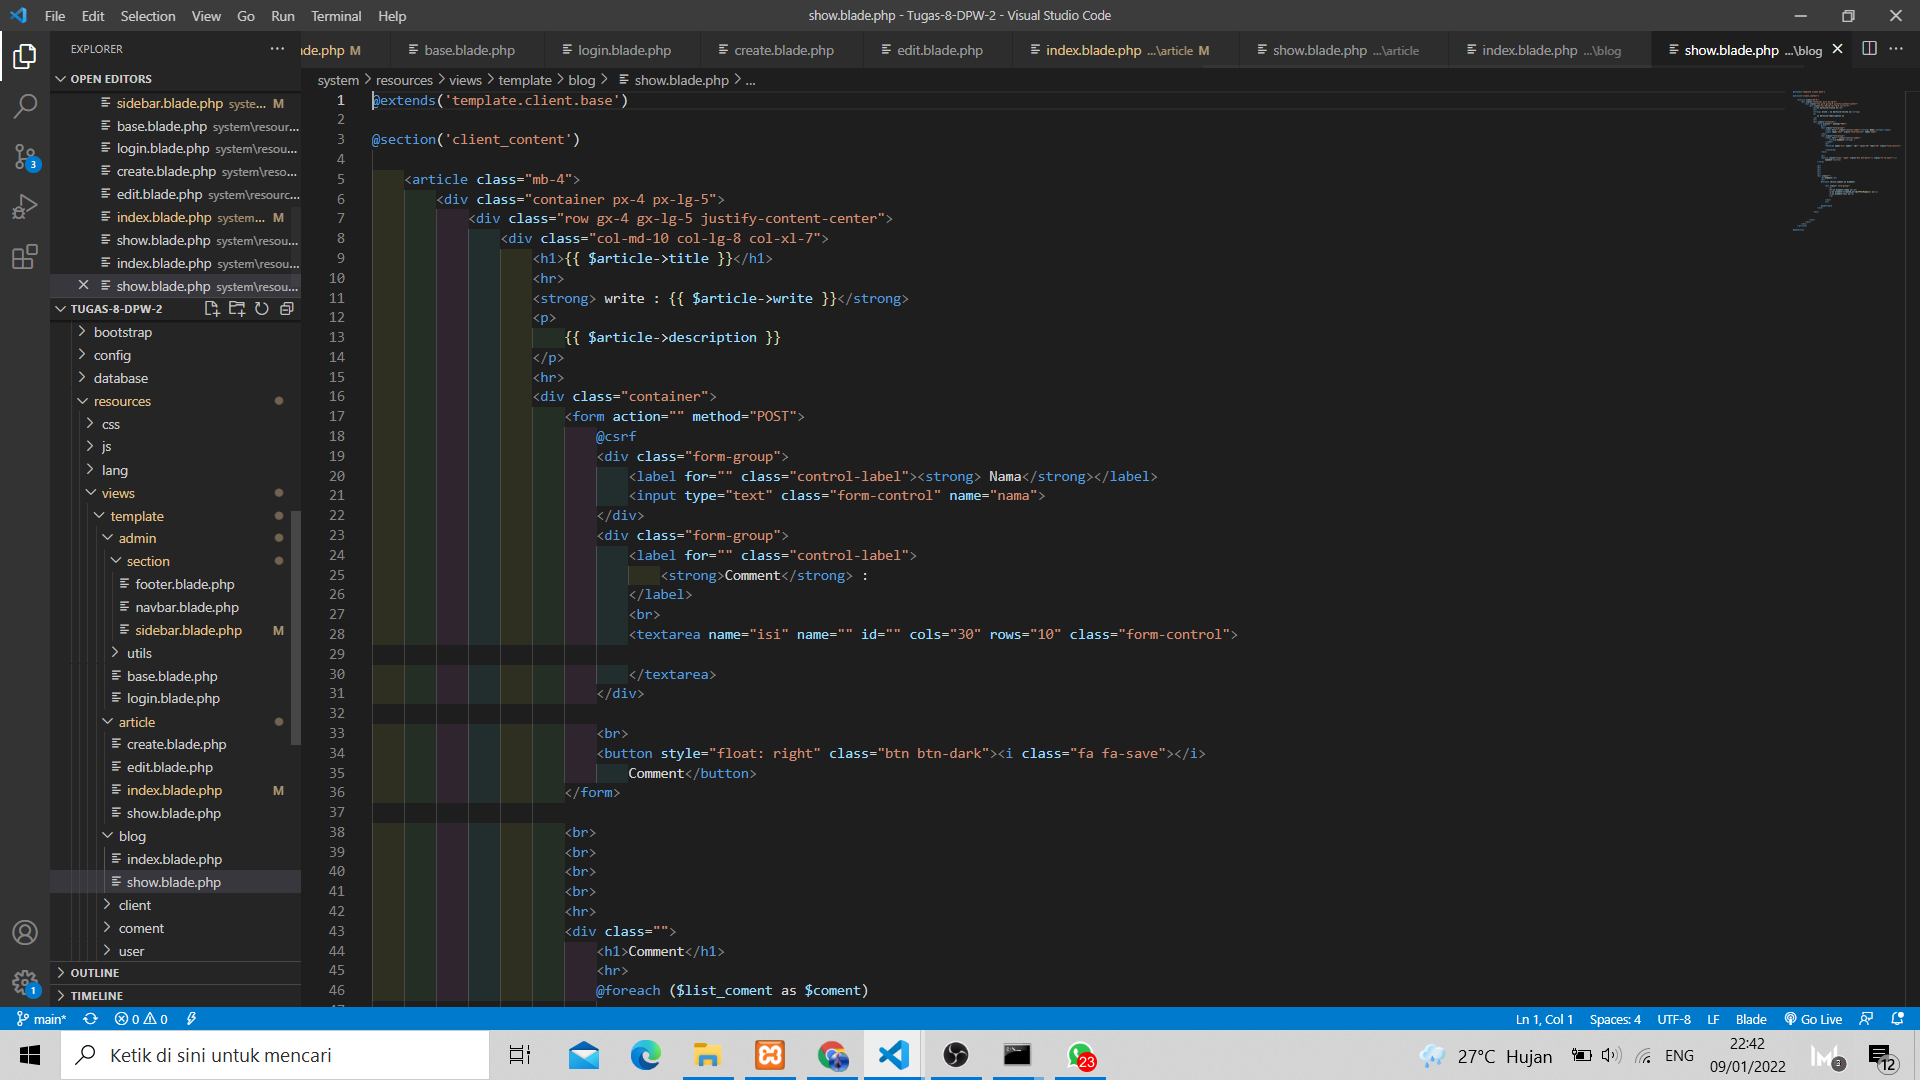 File Edit Selection View Go Run Terminal Help
show.blade.php - Tugas-8-DPW-2 - Visual Studio Code
EXPLORER
OPEN EDITORS
sidebar.blade.php syste... M
base.blade.php system\resour...
login.blade.php system\resou...
create.blade.php system\reso...
edit.blade.php system\resourc...
index.blade.php system... M
show.blade.php system\resou...
index.blade.php system\resou...
show.blade.php system\resou...
TUGAS-8-DPW-2
bootstrap
config
database
resources
css
js
lang
views
template
admin
section
footer.blade.php
navbar.blade.php
sidebar.blade.php M
utils
base.blade.php
login.blade.php
article
create.blade.php
edit.blade.php
index.blade.php M
show.blade.php
blog
index.blade.php
show.blade.php
client
coment
user
OUTLINE
TIMELINE
de.php M base.blade.php login.blade.php create.blade.php edit.blade.php index.blade.php ...\article M show.blade.php ...\article index.blade.php ...\blog show.blade.php ...\blog
system > resources > views > template > blog > show.blade.php > ...
1 @extends('template.client.base')
2
3 @section('client_content')
4
5 <article class="mb-4">
6 <div class="container px-4 px-lg-5">
7 <div class="row gx-4 gx-lg-5 justify-content-center">
8 <div class="col-md-10 col-lg-8 col-xl-7">
9 <h1>{{ $article->title }}</h1>
10 <hr>
11 <strong> write : {{ $article->write }}</strong>
12 <p>
13 {{ $article->description }}
14 </p>
15 <hr>
16 <div class="container">
17 <form action="" method="POST">
18 @csrf
19 <div class="form-group">
20 <label for="" class="control-label"><strong> Nama</strong></label>
21 <input type="text" class="form-control" name="nama">
22 </div>
23 <div class="form-group">
24 <label for="" class="control-label">
25 <strong>Comment</strong> :
26 </label>
27 <br>
28 <textarea name="isi" name="" id="" cols="30" rows="10" class="form-control">
29
30 </textarea>
31 </div>
32
33 <br>
34 <button style="float: right" class="btn btn-dark"><i class="fa fa-save"></i>
35 Comment</button>
36 </form>
37
38 <br>
39 <br>
40 <br>
41 <br>
42 <hr>
43 <div class="">
44 <h1>Comment</h1>
45 <hr>
46 @foreach ($list_coment as $coment)
3
1
main* 0 0
Ln 1, Col 1 Spaces: 4 UTF-8 LF Blade Go Live
Ketik di sini untuk mencari
23
27°C Hujan ENG
22:42
09/01/2022
3
12